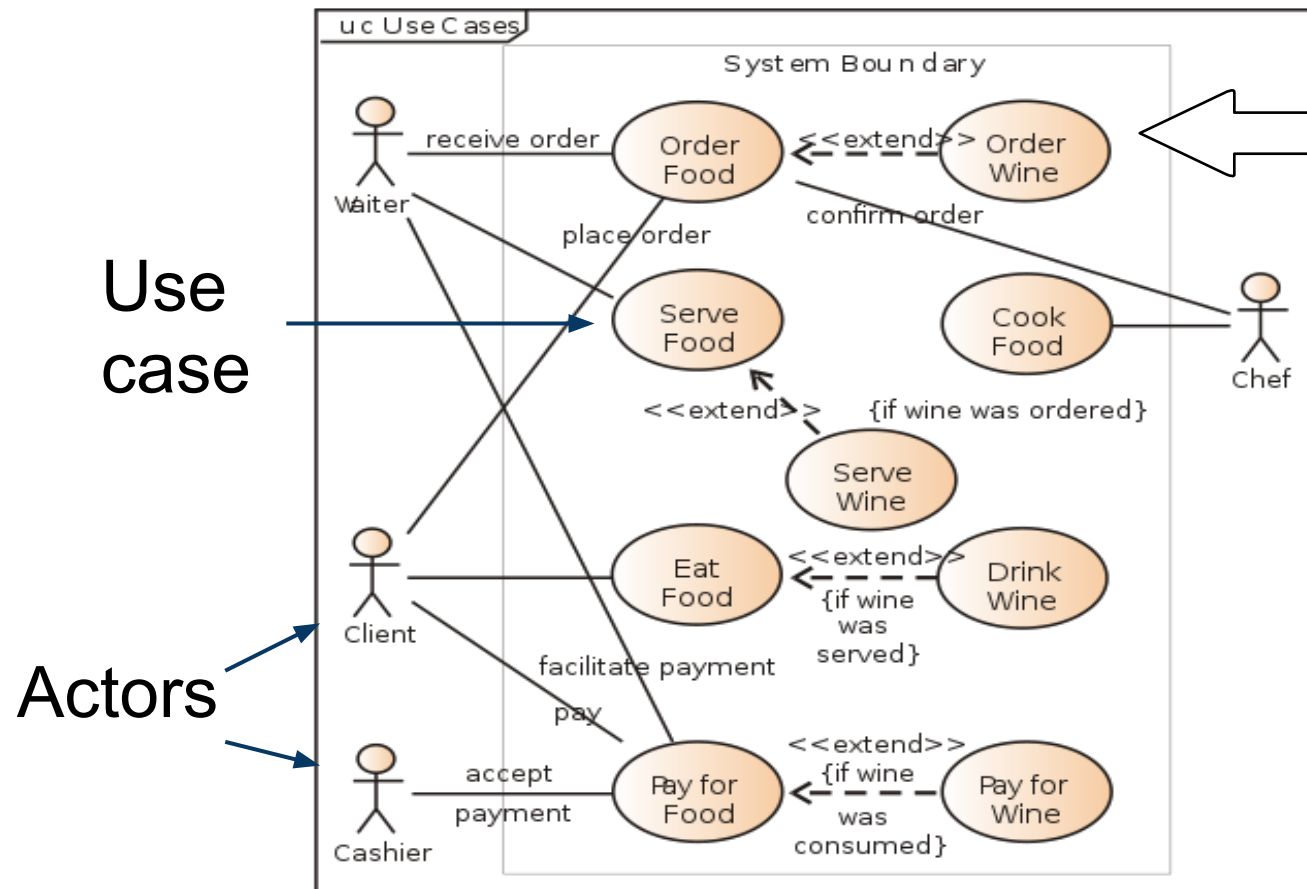 uc Use Cases
System Boundary
receive order
Order
Food
<<extend>>
Order
Wine
Waiter
place order
confirm order
Use
case
Serve
Food
Cook
Food
Chef
<<extend>>
{if wine was ordered}
Serve
Wine
Client
Eat
Food
<<extend>>
{if wine
was
served}
Drink
Wine
Actors
facilitate payment
pay
accept
payment
Cashier
Pay for
Food
<<extend>>
{if wine
was
consumed}
Pay for
Wine